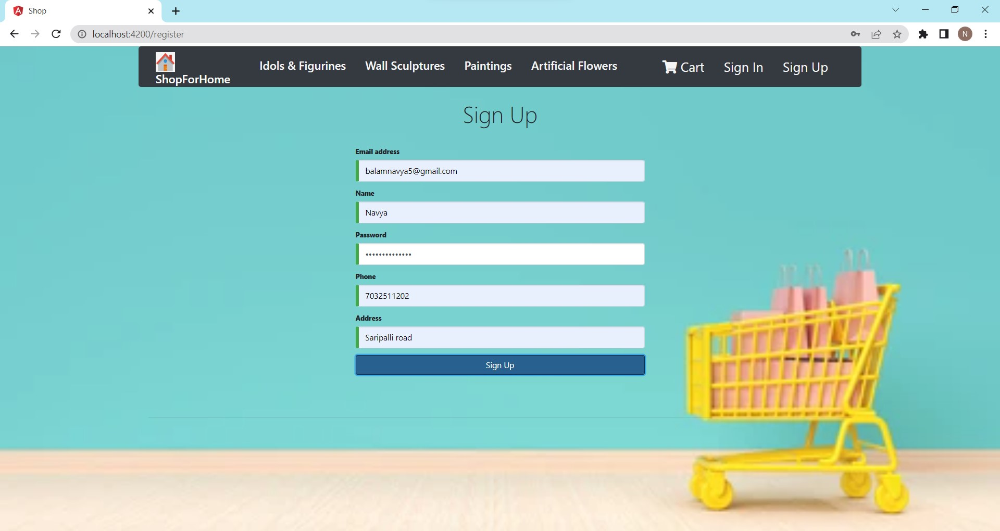 Shop
localhost:4200/register
N
ShopForHome
Idols & Figurines
Wall Sculptures
Paintings
Artificial Flowers
Cart
Sign In
Sign Up
Sign Up
Email address
balamnavya5@gmail.com
Name
Navya
Password
••••••••••••••
Phone
7032511202
Address
Saripalli road
Sign Up